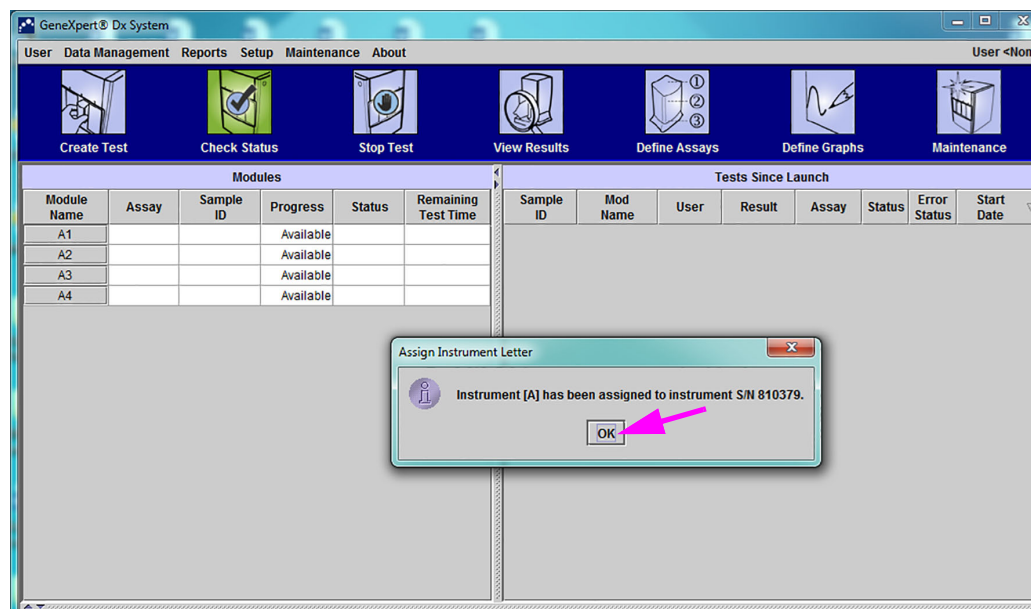 GeneXpert® Dx System
User Data Management Reports Setup Maintenance About User <Non
Create Test Check Status Stop Test View Results Define Assays Define Graphs Maintenance
① ② ③
Modules
Module Name Assay Sample ID Progress Status Remaining Test Time
A1 Available
A2 Available
A3 Available
A4 Available
Tests Since Launch
Sample ID Mod Name User Result Assay Status Error Status Start Date
Assign Instrument Letter
Instrument [A] has been assigned to instrument S/N 810379.
OK